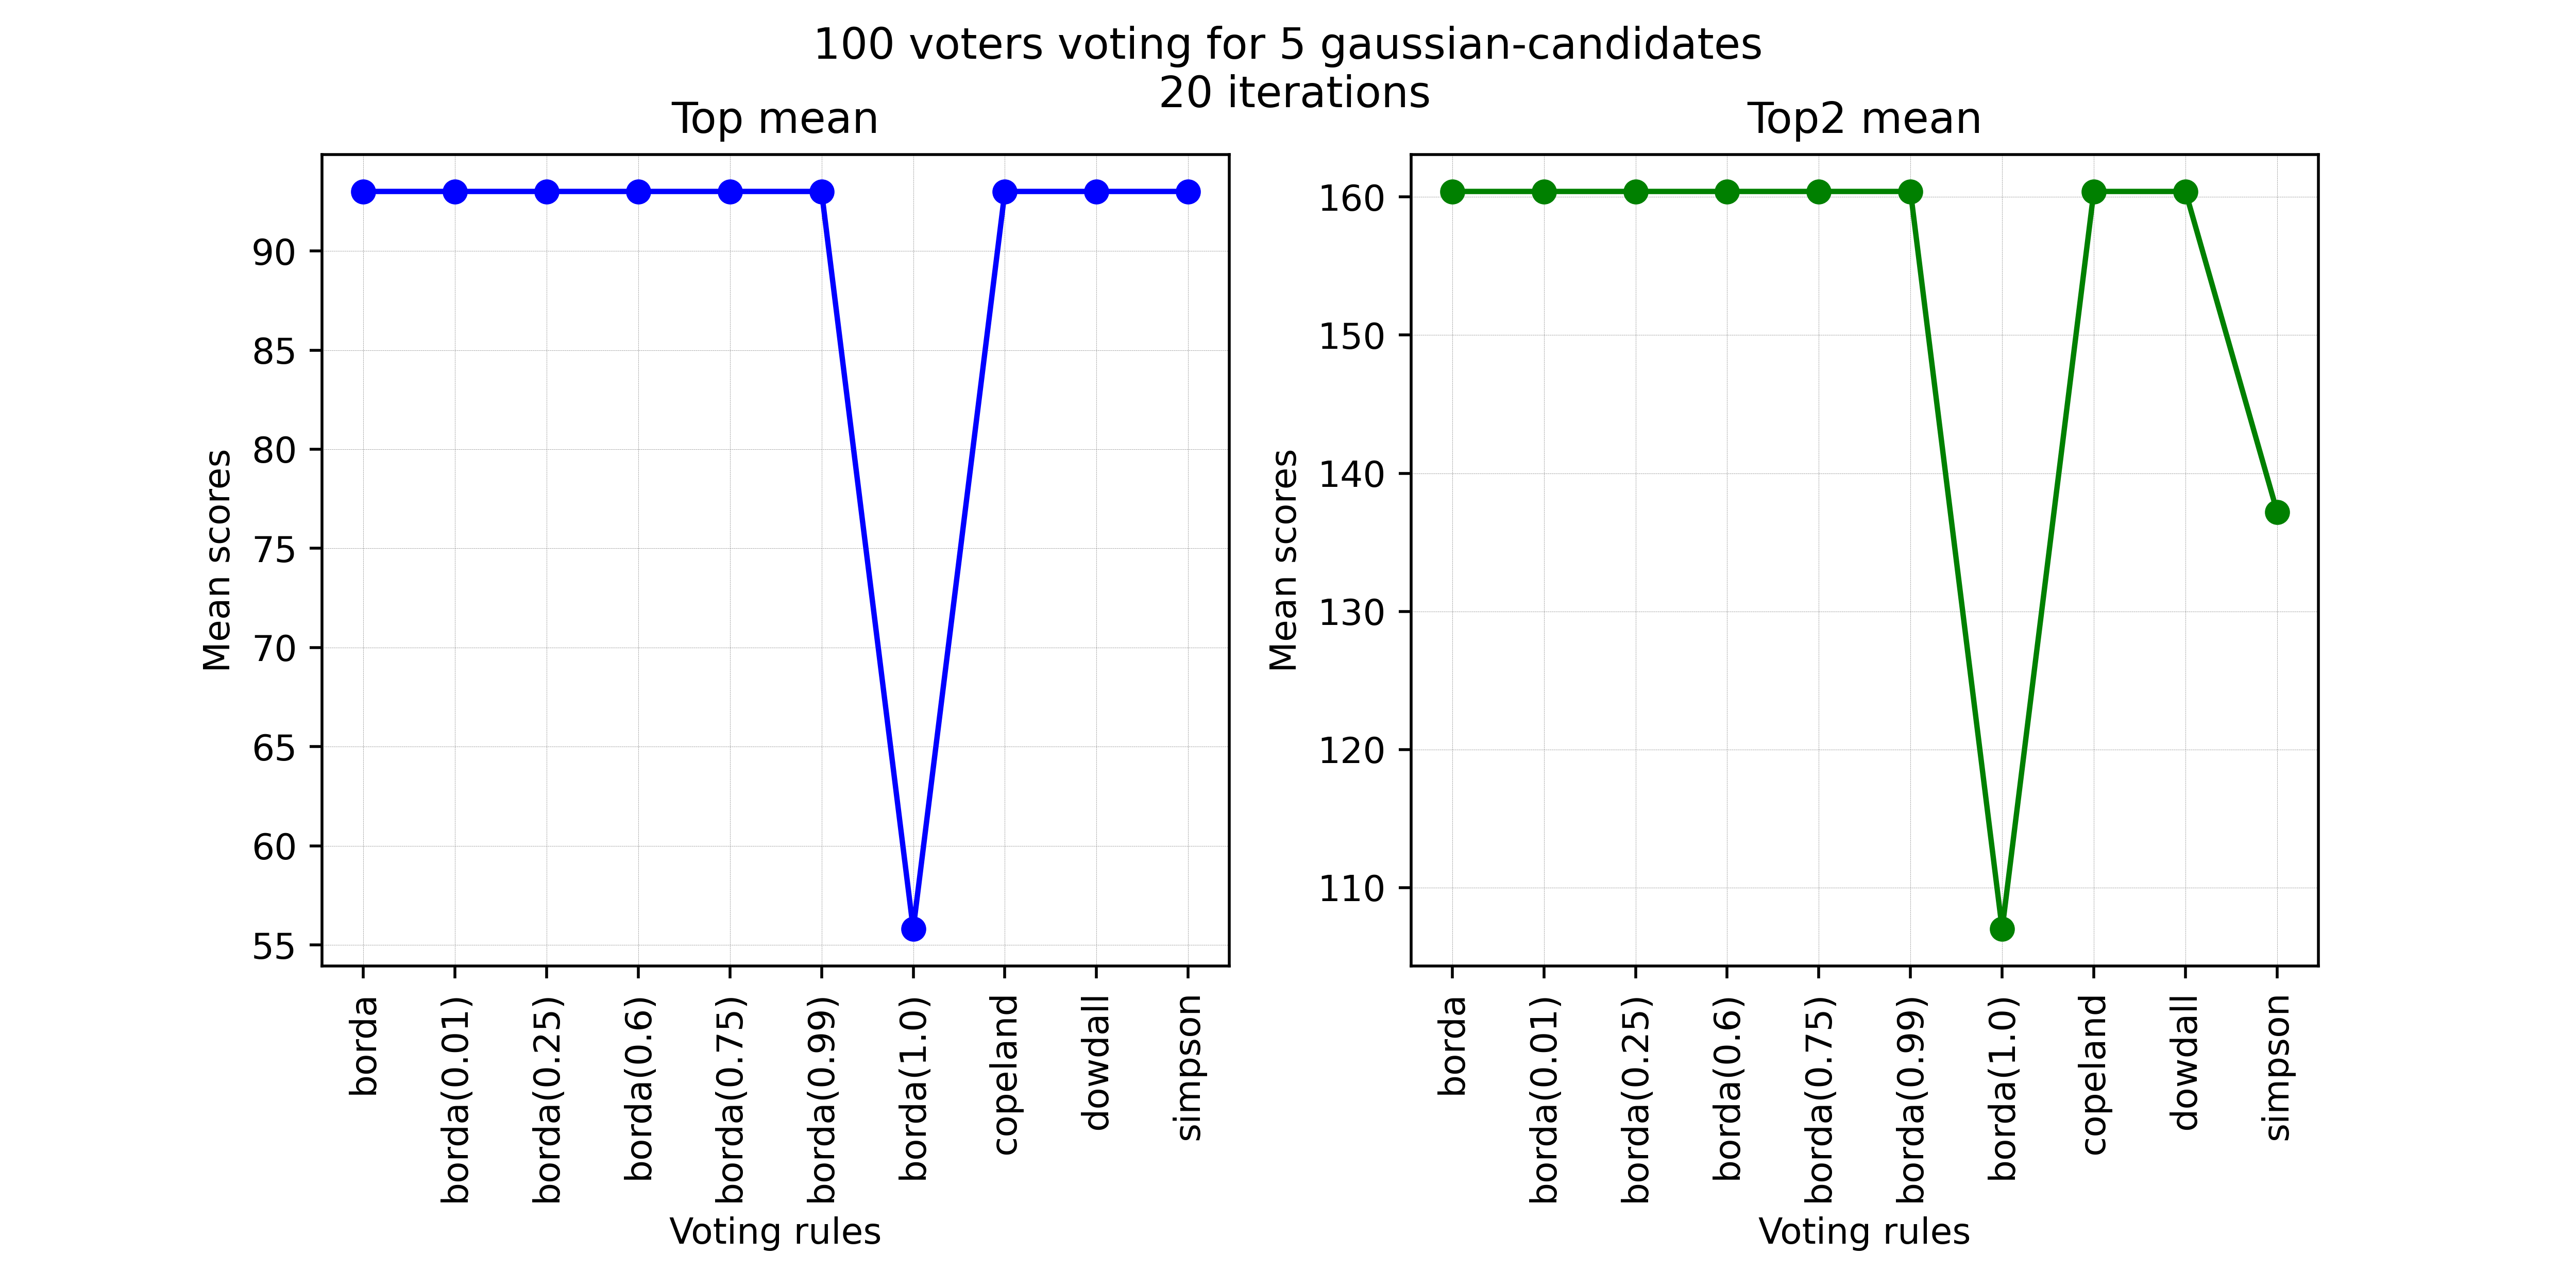 100 voters voting for 5 gaussian-candidates
20 iterations
Top mean
90
85
80
75
70
65
60
55
Mean scores
borda
borda(0.01)
borda(0.25)
borda(0.6)
borda(0.75)
borda(0.99)
borda(1.0)
copeland
dowdall
simpson
Voting rules
Top2 mean
160
150
140
130
120
110
Mean scores
borda
borda(0.01)
borda(0.25)
borda(0.6)
borda(0.75)
borda(0.99)
borda(1.0)
copeland
dowdall
simpson
Voting rules